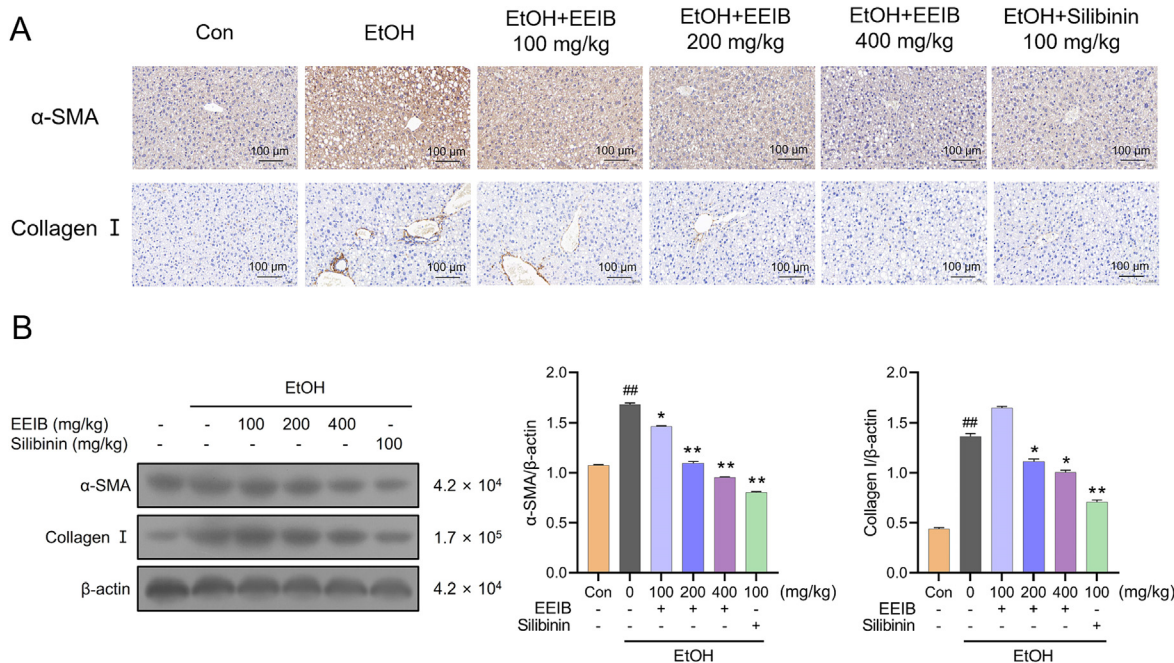 A
Con
EtOH
EtOH+EEIB
100 mg/kg
EtOH+EEIB
200 mg/kg
EtOH+EEIB
400 mg/kg
EtOH+Silibinin
100 mg/kg
α-SMA
100 μm
100 μm
100 μm
100 μm
100 μm
100 μm
Collagen Ⅰ
100 μm
100 μm
100 μm
100 μm
100 μm
100 μm
B
EtOH
EEIB (mg/kg) - - 100 200 400 -
Silibinin (mg/kg) - - - - - 100
α-SMA 4.2 × 10⁴
Collagen Ⅰ 1.7 × 10⁵
β-actin 4.2 × 10⁴
α-SMA/β-actin
2.0
1.5
1.0
0.5
0.0
## * ** ** **
Con 0 100 200 400 100 (mg/kg)
EEIB - - + + + -
Silibinin - - - - - +
EtOH
Collagen I/β-actin
2.0
1.5
1.0
0.5
0.0
## * * **
Con 0 100 200 400 100 (mg/kg)
EEIB - - + + + -
Silibinin - - - - - +
EtOH